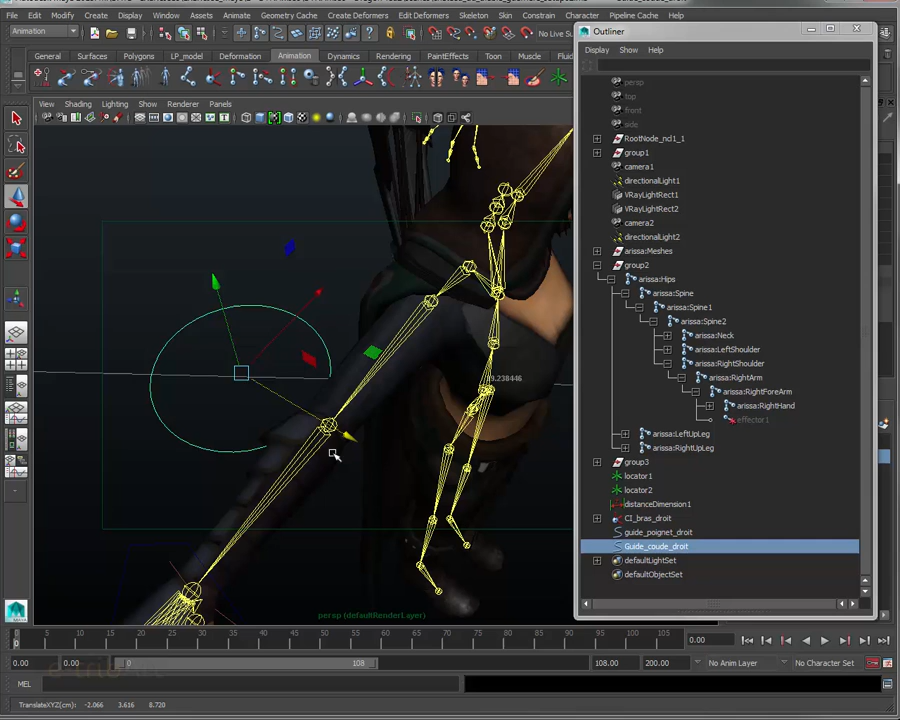 File Edit Modify Create Display Window Assets Animate Geometry Cache Create Deformers Edit Deformers Skeleton Skin Constrain Character Pipeline Cache Help
Animation
No Live Su
General Surfaces Polygons LP_model Deformation Animation Dynamics Rendering PaintEffects Toon Muscle
View Shading Lighting Show Renderer Panels
Outliner
Display Show Help
persp
top
front
side
RootNode_ncl1_1
group1
camera1
directionalLight1
VRayLightRect1
VRayLightRect2
camera2
directionalLight2
arissa:Meshes
group2
arissa:Hips
arissa:Spine
arissa:Spine1
arissa:Spine2
arissa:Neck
arissa:LeftShoulder
arissa:RightShoulder
arissa:RightArm
arissa:RightForeArm
arissa:RightHand
effector1
arissa:LeftUpLeg
arissa:RightUpLeg
group3
locator1
locator2
distanceDimension1
CI_bras_droit
guide_poignet_droit
Guide_coude_droit
defaultLightSet
defaultObjectSet
9.238446
persp (defaultRenderLayer)
0 5 10 15 20 25 30 35 40 45 50 55 60 65 70 75 80 85 90 95 100 105
0.00
0.00 0.00 0 108 108.00 200.00 No Anim Layer No Character Set
MEL
TranslateXYZ(cm): -2.066 3.616 8.720